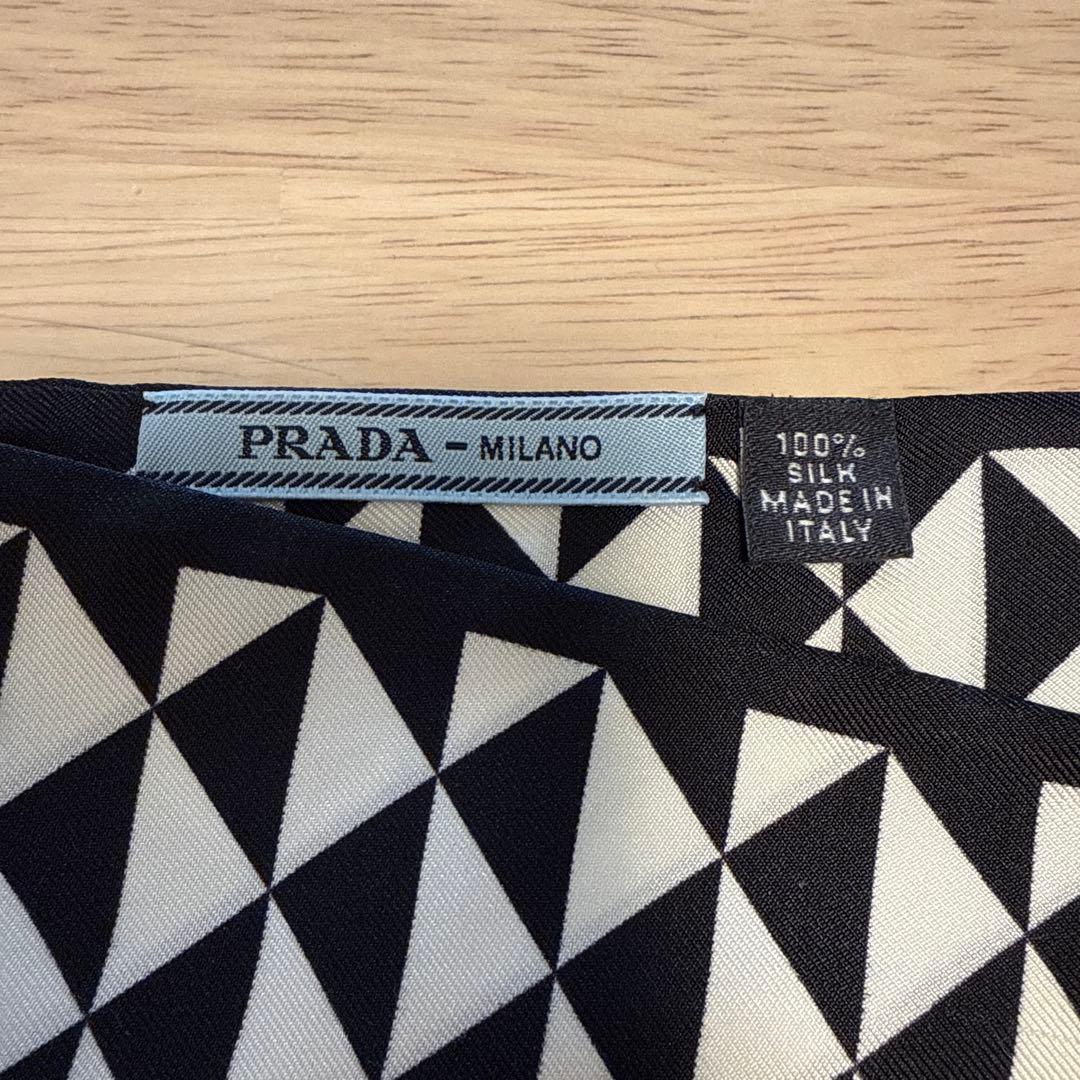 PRADA - MILANO
100%
SILK
MADE IN
ITALY